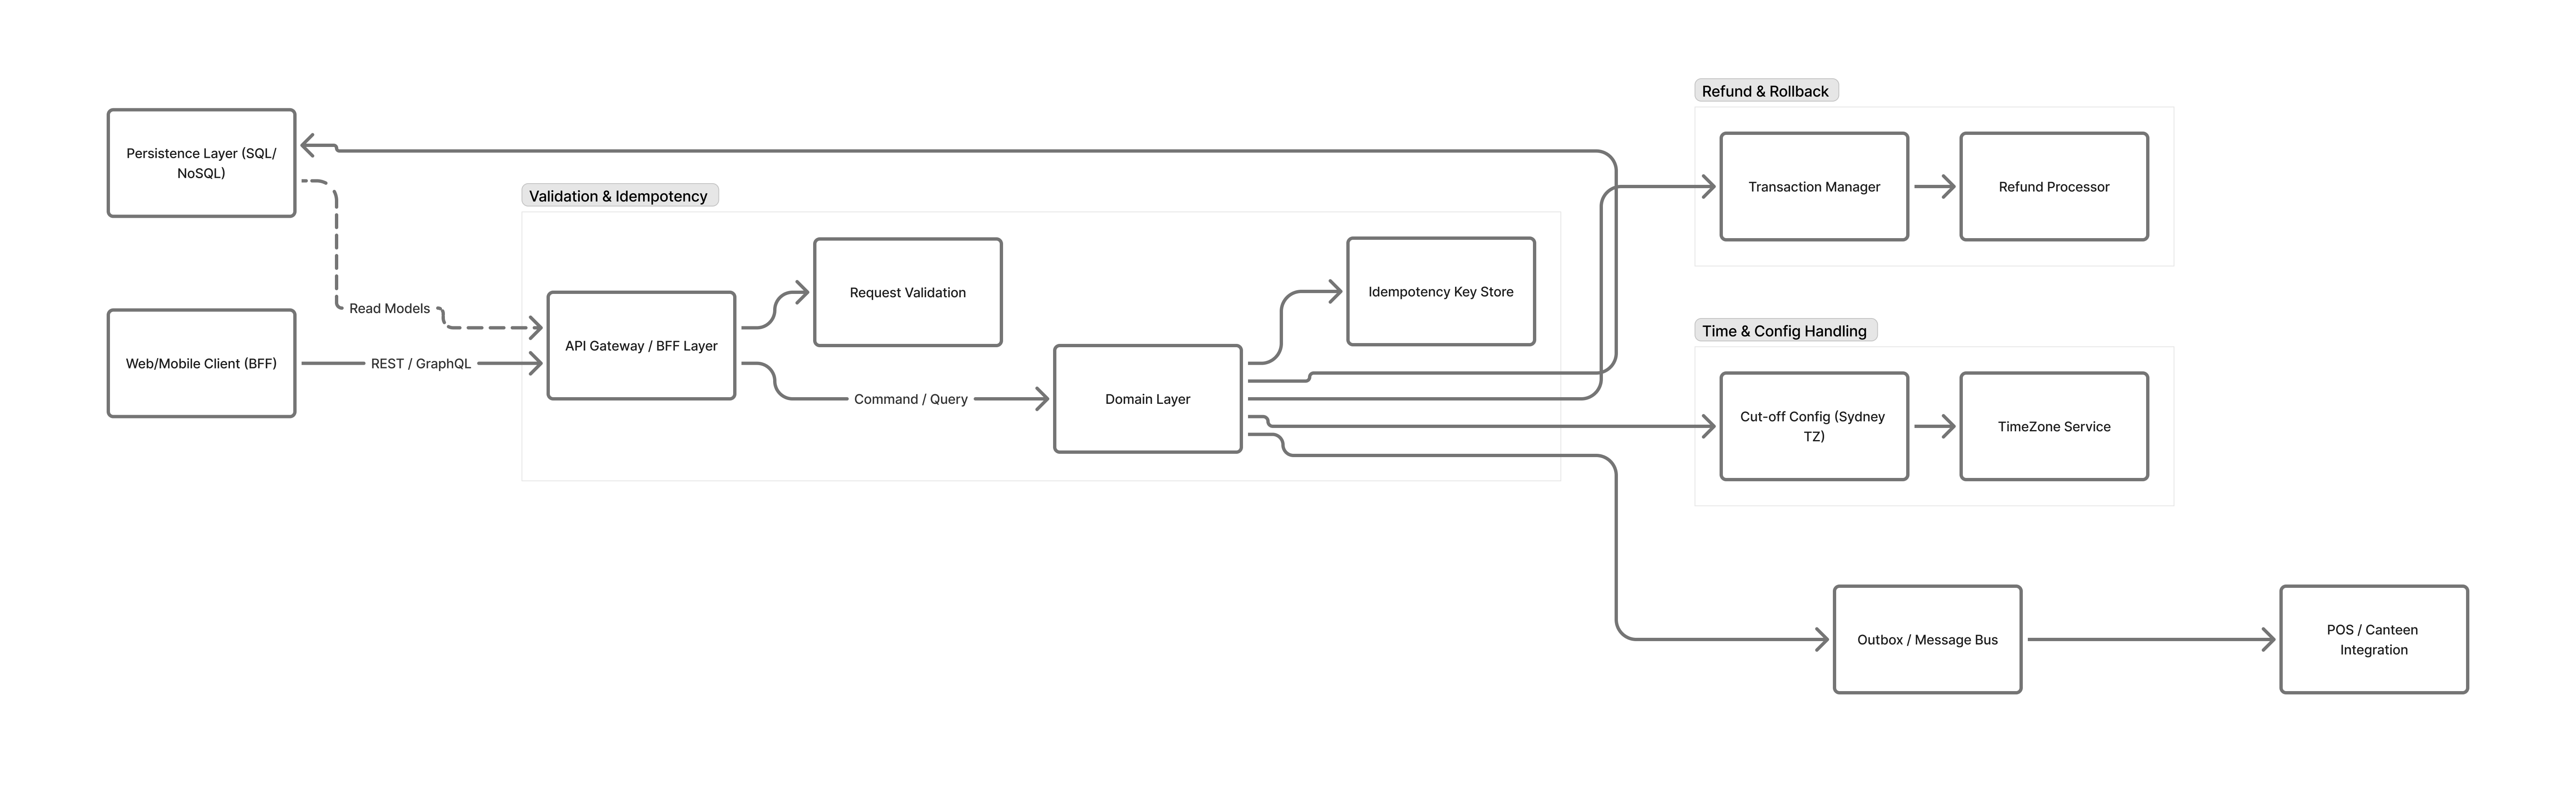 Refund & Rollback
Persistence Layer (SQL/
NoSQL)
Transaction Manager
Refund Processor
Validation & Idempotency
Request Validation
Idempotency Key Store
Read Models
API Gateway / BFF Layer
Time & Config Handling
Web/Mobile Client (BFF)
REST / GraphQL
Command / Query
Domain Layer
Cut-off Config (Sydney
TZ)
TimeZone Service
Outbox / Message Bus
POS / Canteen
Integration